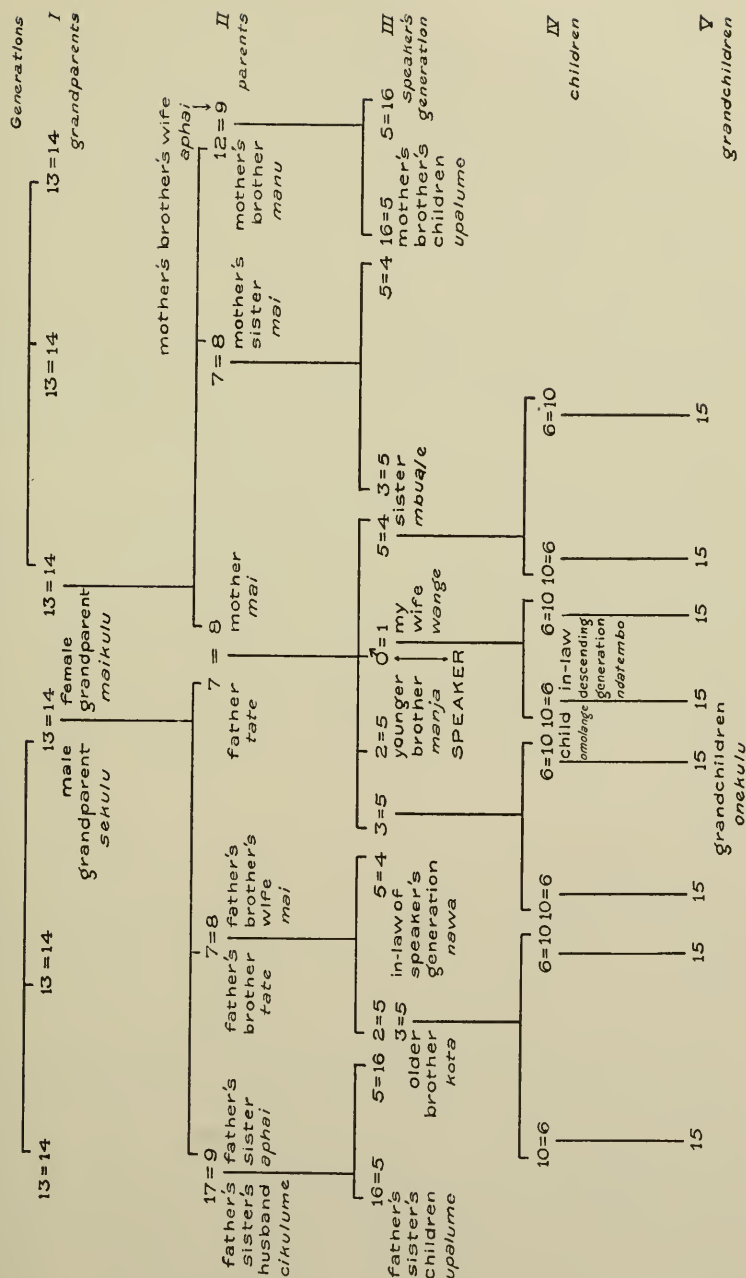 Generations
I
grandparents
13=14
13=14
13=14
13=14
13=14
13=14
male
grandparent
sekulu
female
grandparent
maikulu
mother's brother's wife
aphai
II
parents
17=9
father's
sister's
husband
cikulume
father's
sister
aphai
7=8
father's
brother
tate
father's
brother's
wife
mai
7
=
8
father
tate
mother
mai
7=8
mother's
sister
mai
12=9
mother's
brother
manu
III
speaker's
generation
16=5
father's
sister's
children
upalume
5=16
2=5
3=5
older
brother
kota
5=4
in-law of
speaker's
generation
nawa
3=5
2=5
younger
brother
manja
0=1
SPEAKER
my
wife
wange
5=4
3=5
sister
mbuale
5=4
16=5
mother's
brother's
children
upalume
5=16
IV
children
10=6
6=10
10=6
6=10
10=6
child
omolange
6=10
in-law
descending
generation
ndatembo
10=6
6=10
V
grandchildren
15
15
15
15
15
15
15
15
grandchildren
onekulu